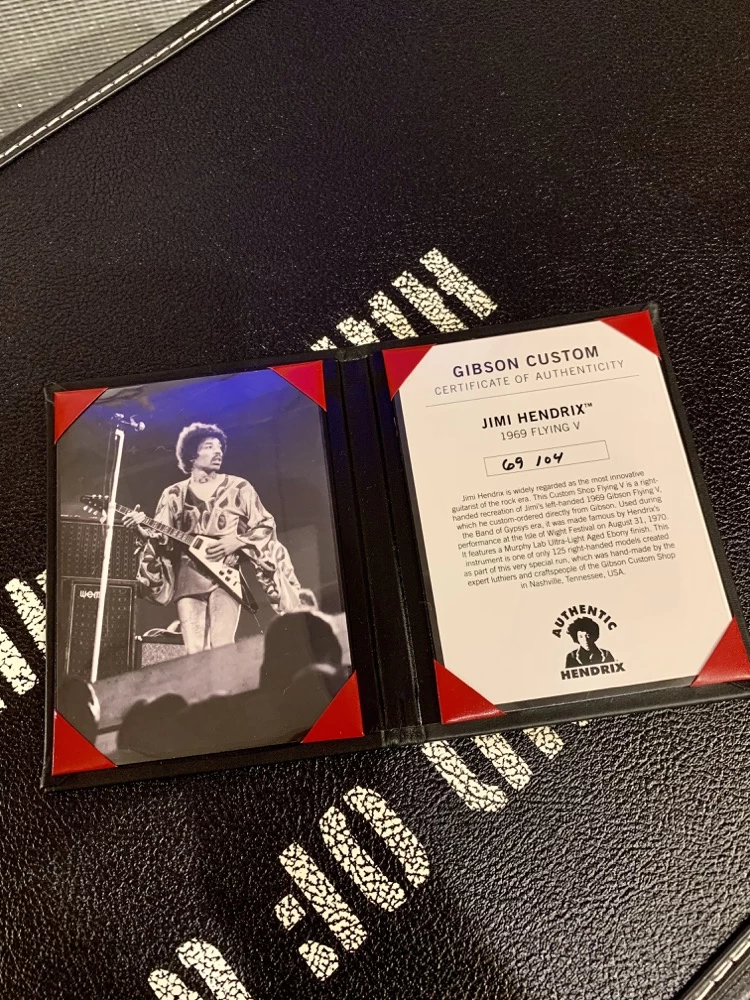 GIBSON CUSTOM
CERTIFICATE OF AUTHENTICITY
JIMI HENDRIX™
1969 FLYING V
69 104
Jimi Hendrix is widely regarded as the most innovative
guitarist of the rock era. This Custom Shop Flying V is a right-
handed recreation of Jimi's left-handed 1969 Gibson Flying V,
which he custom-ordered directly from Gibson. Used during
the Band of Gypsys era, it was made famous by Hendrix's
performance at the Isle of Wight Festival on August 31, 1970.
It features a Murphy Lab Ultra-Light Aged Ebony finish. This
instrument is one of only 125 right-handed models created
as part of this very special run, which was hand-made by the
expert luthiers and craftspeople of the Gibson Custom Shop
in Nashville, Tennessee, USA.
AUTHENTIC
HENDRIX